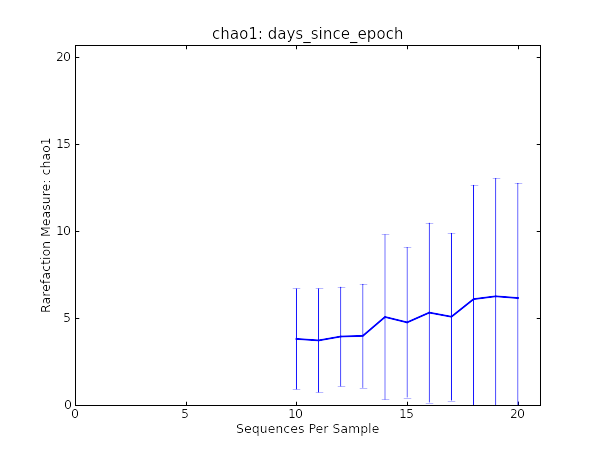 chao1: days_since_epoch
20
15
10
5
0
Rarefaction Measure: chao1
0 5 10 15 20
Sequences Per Sample